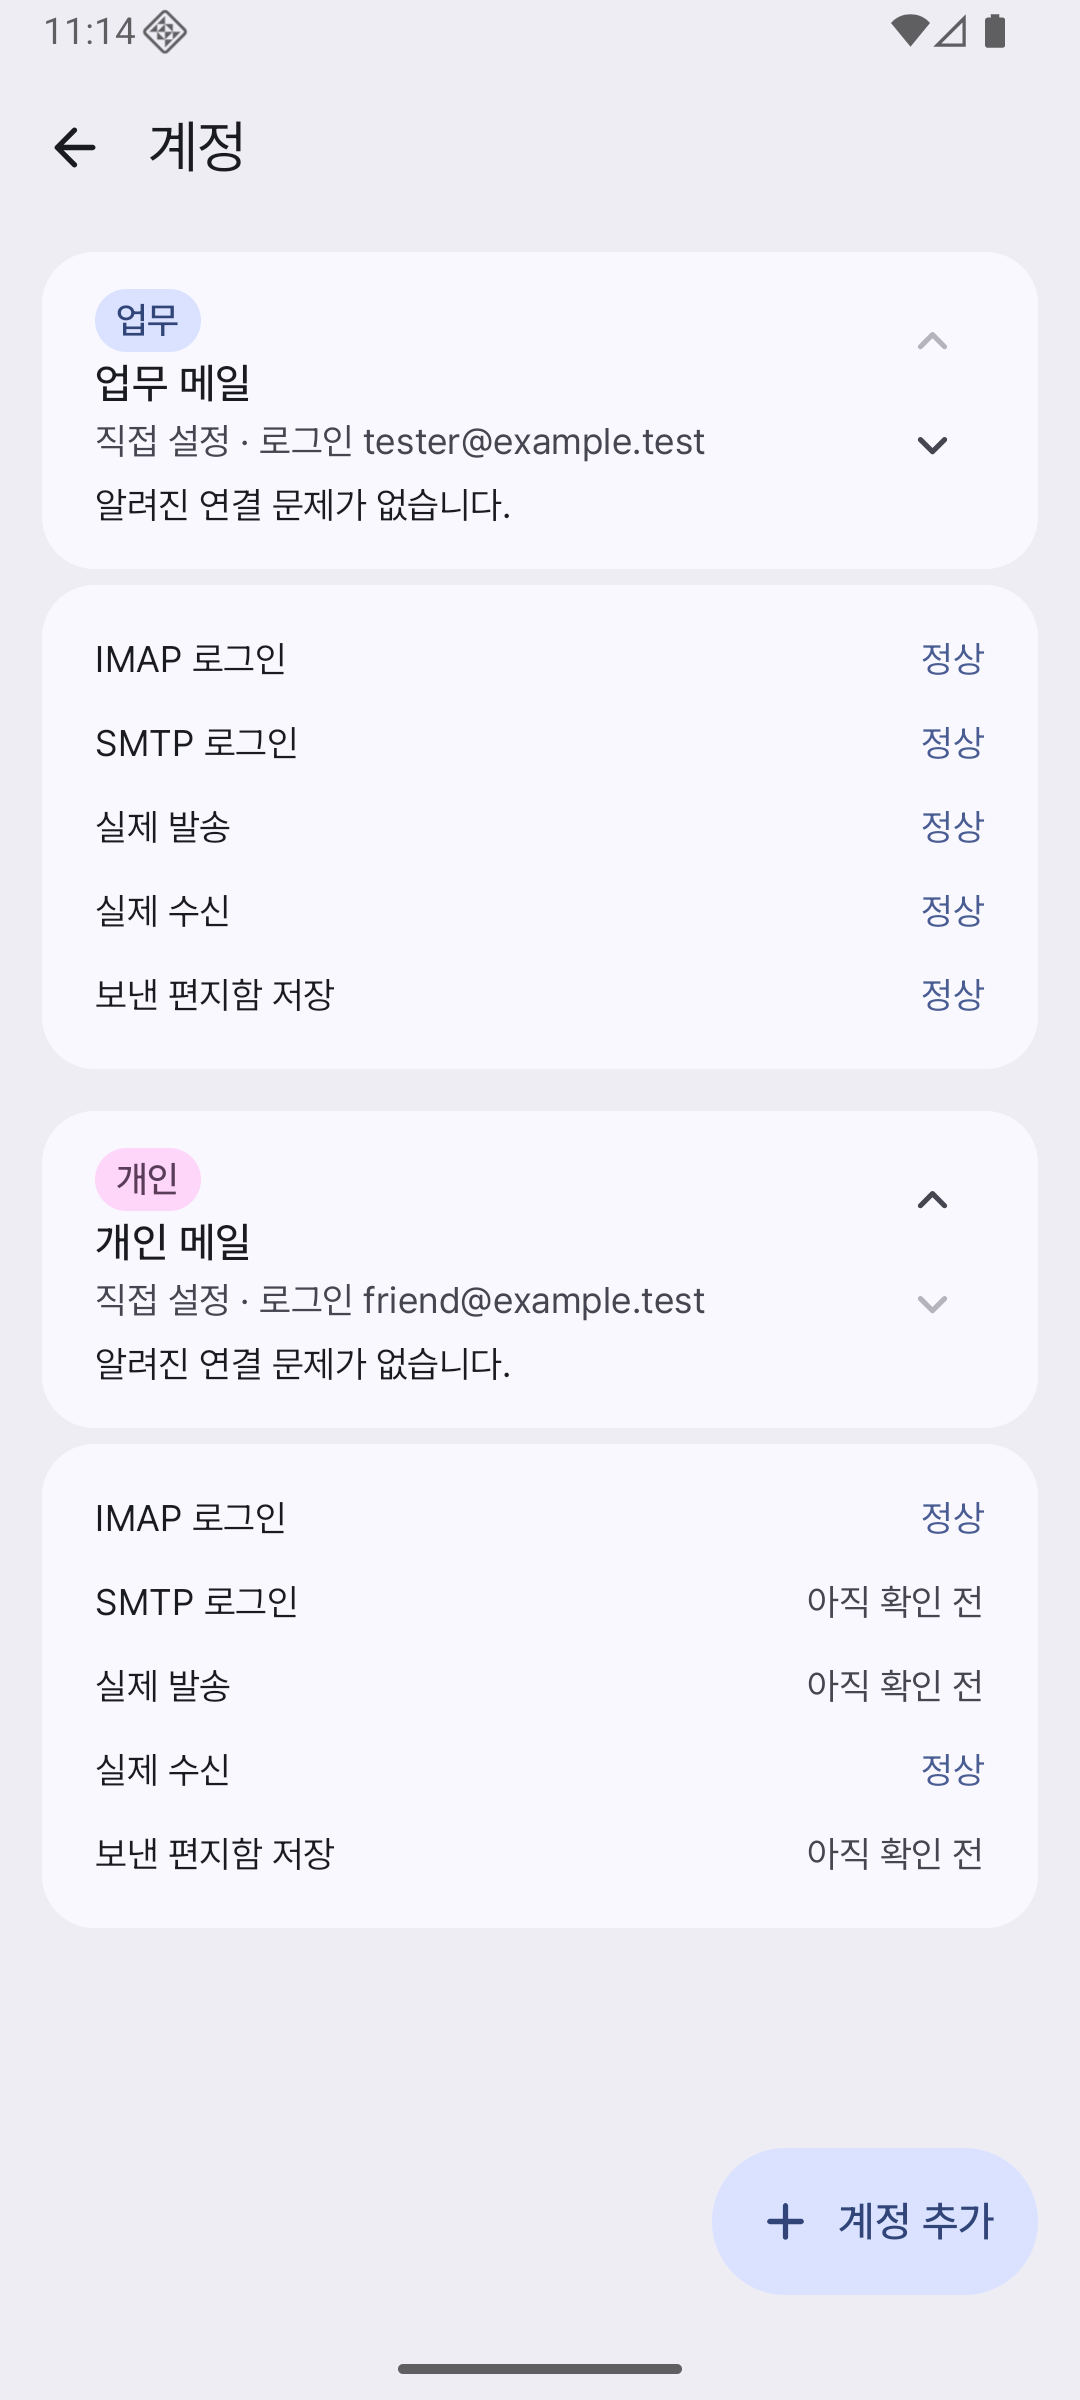 11:14
계정
업무
업무 메일
직접 설정 · 로그인 tester@example.test
알려진 연결 문제가 없습니다.
IMAP 로그인 정상
SMTP 로그인 정상
실제 발송 정상
실제 수신 정상
보낸 편지함 저장 정상
개인
개인 메일
직접 설정 · 로그인 friend@example.test
알려진 연결 문제가 없습니다.
IMAP 로그인 정상
SMTP 로그인 아직 확인 전
실제 발송 아직 확인 전
실제 수신 정상
보낸 편지함 저장 아직 확인 전
계정 추가